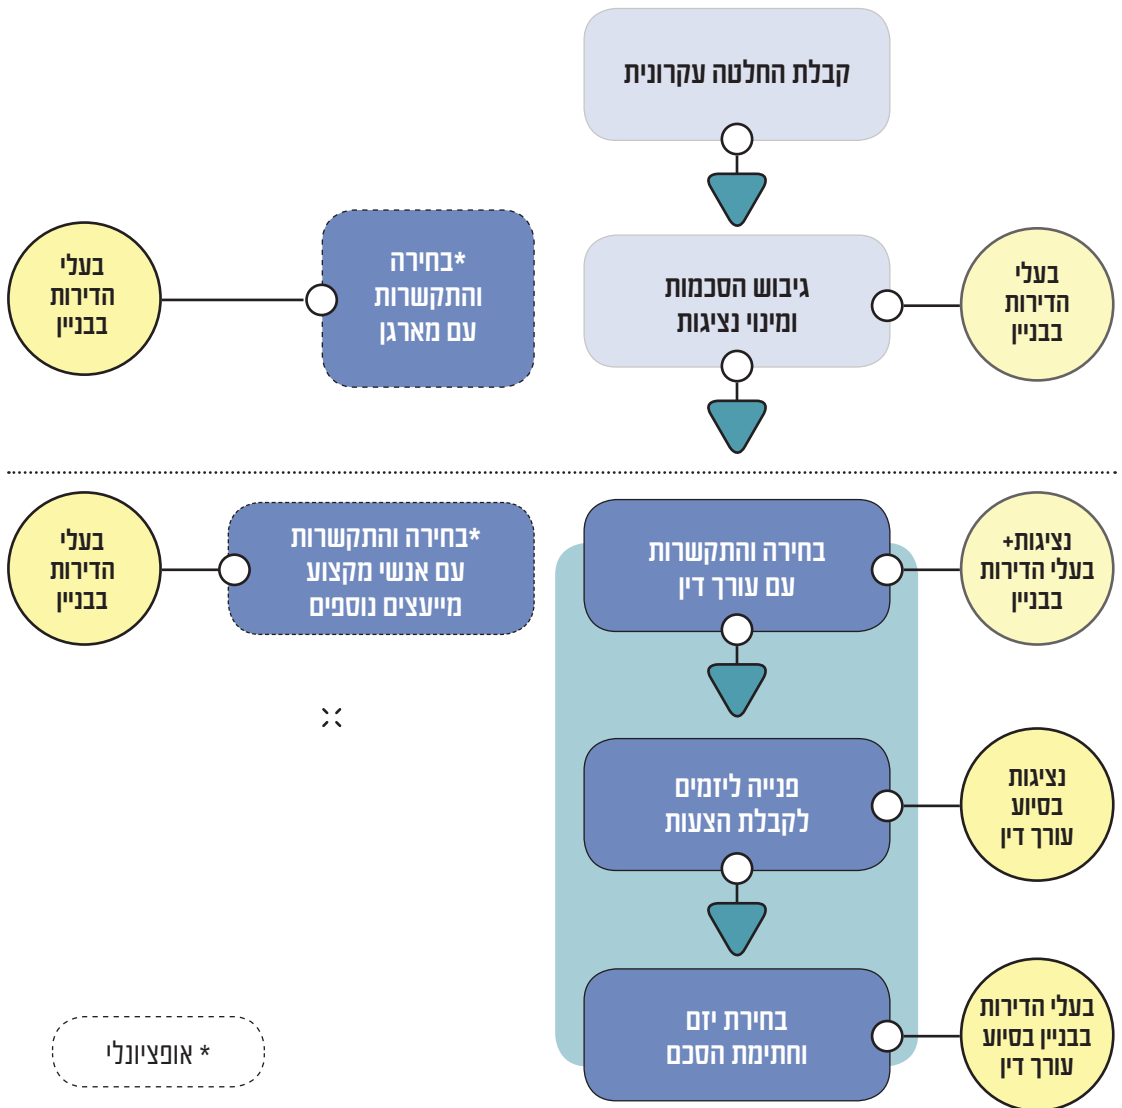 קבלת החלטה עקרונית
גיבוש הסכמות
ומינוי נציגות
בעלי
הדירות
בבניין
*בחירה
והתקשרות
עם מארגן
בעלי
הדירות
בבניין
נציגות+
בעלי הדירות
בבניין
בחירה והתקשרות
עם עורך דין
*בחירה והתקשרות
עם אנשי מקצוע
מייעצים נוספים
בעלי
הדירות
בבניין
נציגות
בסיוע
עורך דין
פנייה ליזמים
לקבלת הצעות
בעלי הדירות
בבניין בסיוע
עורך דין
בחירת יזם
וחתימת הסכם
* אופציונלי